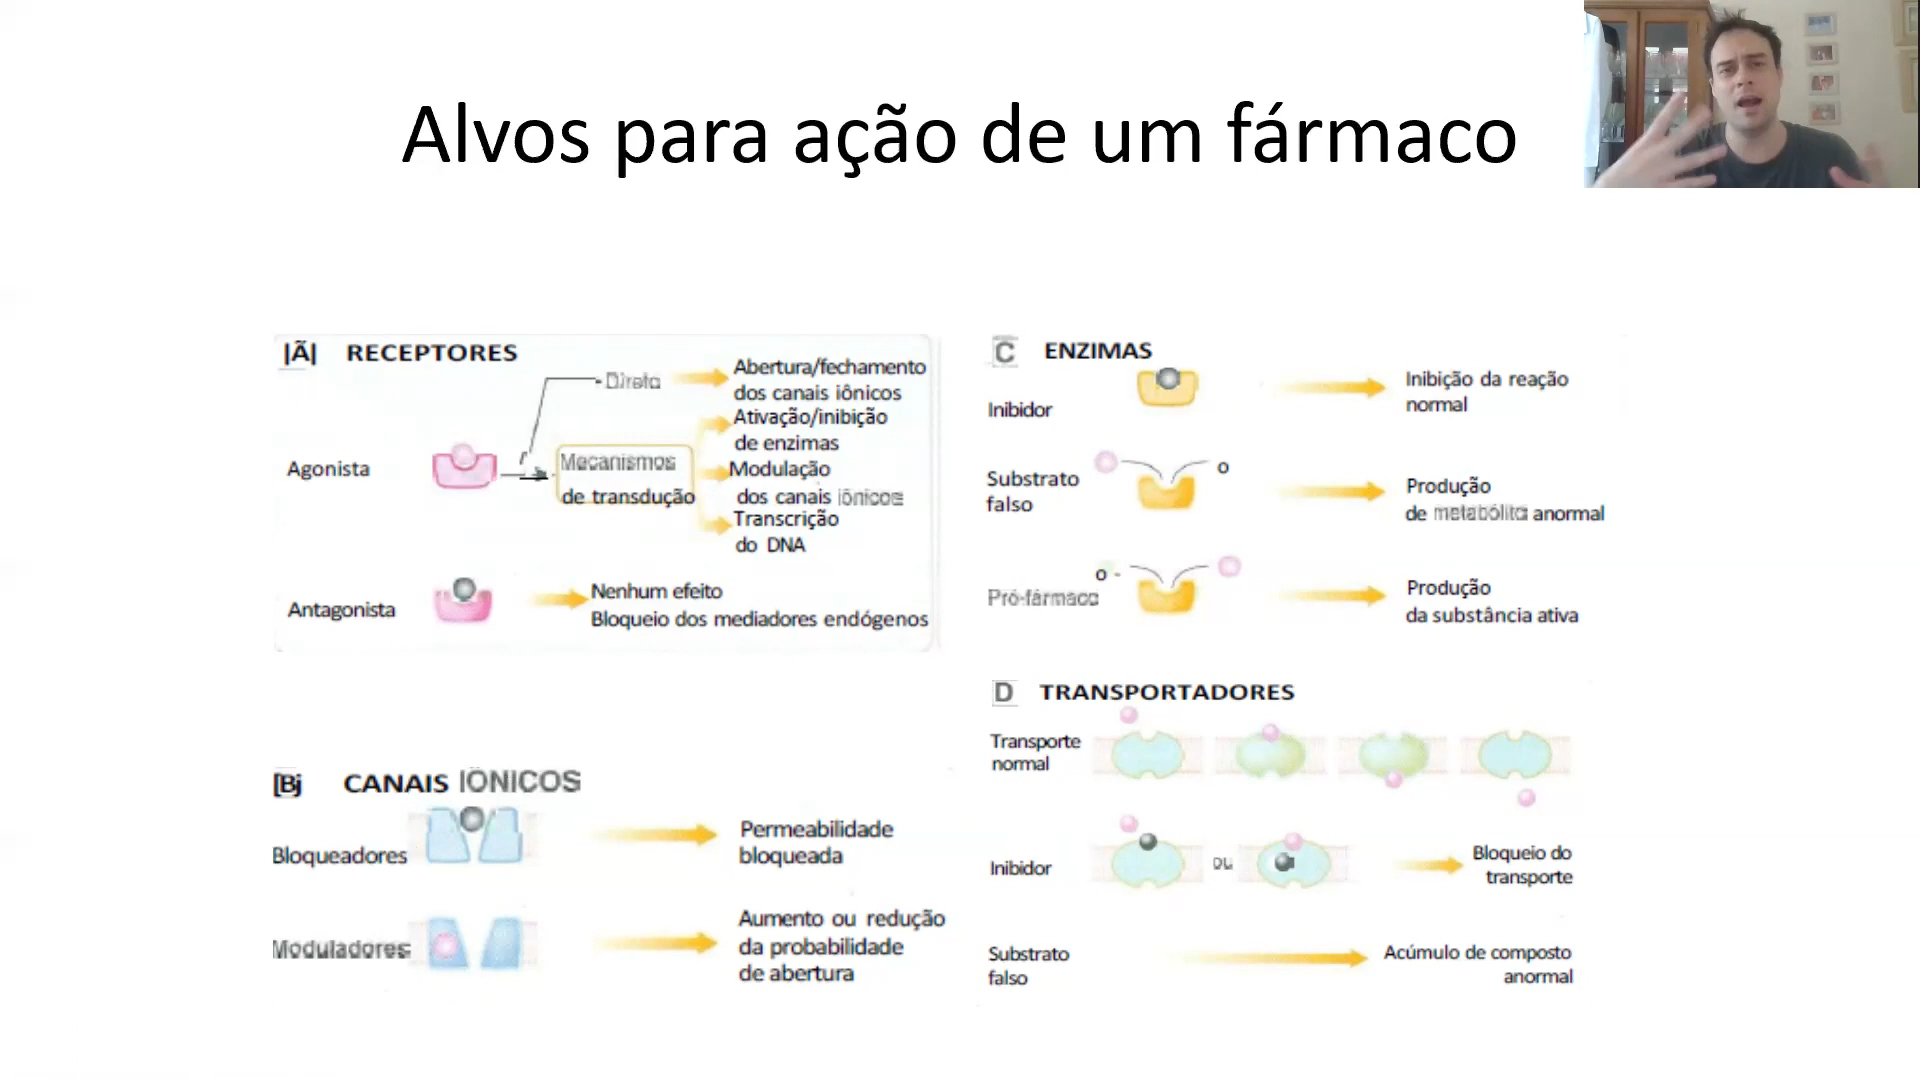 Alvos para ação de um fármaco
|Ã| RECEPTORES
Direto
Abertura/fechamento
dos canais iônicos
Ativação/inibição
de enzimas
Agonista
Mecanismos
de transdução
Modulação
dos canais iônicos
Transcrição
do DNA
Antagonista
Nenhum efeito
Bloqueio dos mediadores endógenos
[Bj CANAIS IÔNICOS
Bloqueadores
Permeabilidade
bloqueada
Moduladores
Aumento ou redução
da probabilidade
de abertura
C ENZIMAS
Inibidor
Inibição da reação
normal
Substrato
falso
o
Produção
de metabólito anormal
Pró-fármaco
o -
Produção
da substância ativa
D TRANSPORTADORES
Transporte
normal
Inibidor
ou
Bloqueio do
transporte
Substrato
falso
Acúmulo de composto
anormal